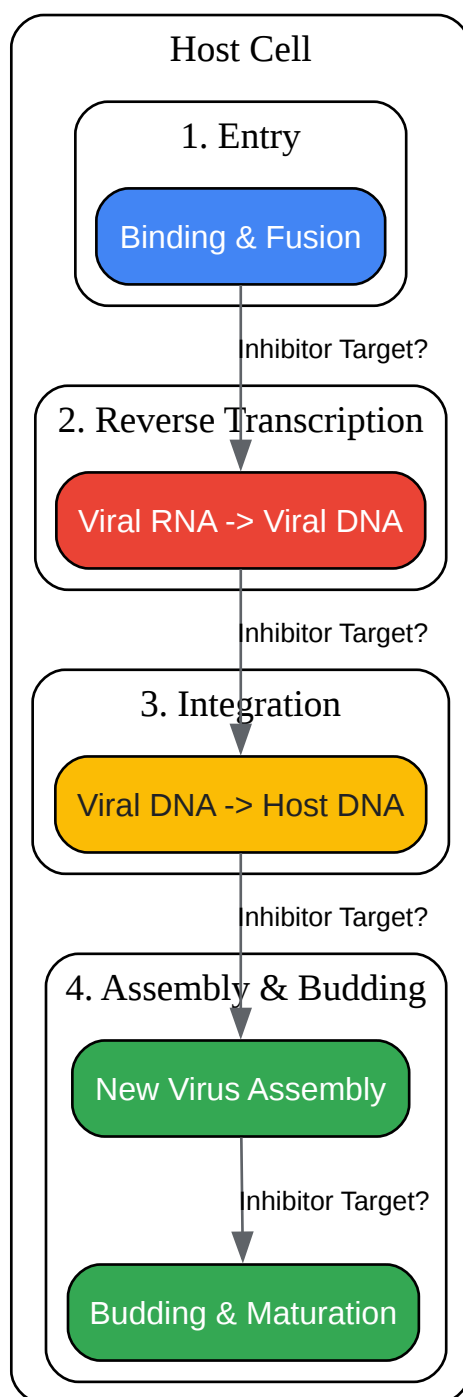 Host Cell
1. Entry
Binding & Fusion
Inhibitor Target?
2. Reverse Transcription
Viral RNA -> Viral DNA
Inhibitor Target?
3. Integration
Viral DNA -> Host DNA
Inhibitor Target?
4. Assembly & Budding
New Virus Assembly
Inhibitor Target?
Budding & Maturation